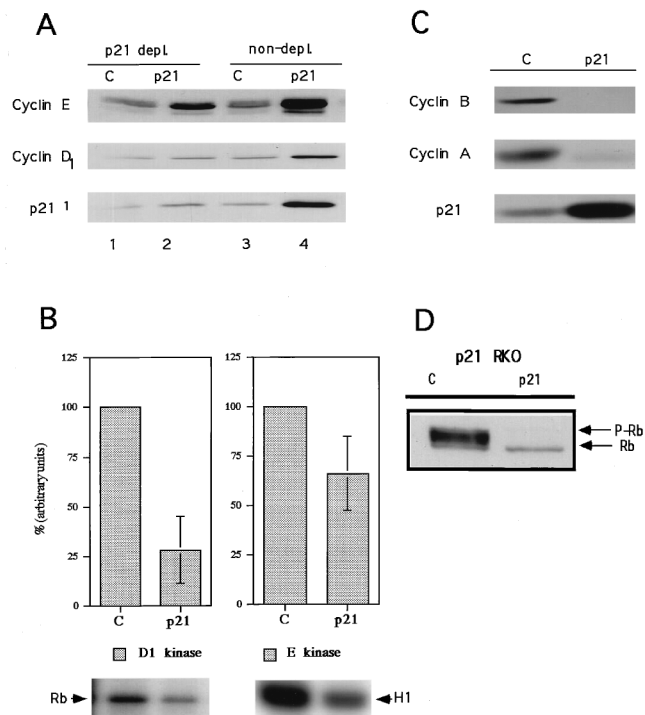 A
p21 depl.
non-depl.
C p21 C p21
Cyclin E
Cyclin D1
p21 1
1 2 3 4
C
C p21
Cyclin B
Cyclin A
p21
B
% (arbitrary units)
125
100
75
50
25
0
C p21
D1 kinase
Rb
125
100
75
50
25
0
C p21
E kinase
H1
D
p21 RKO
C p21
P-Rb
Rb